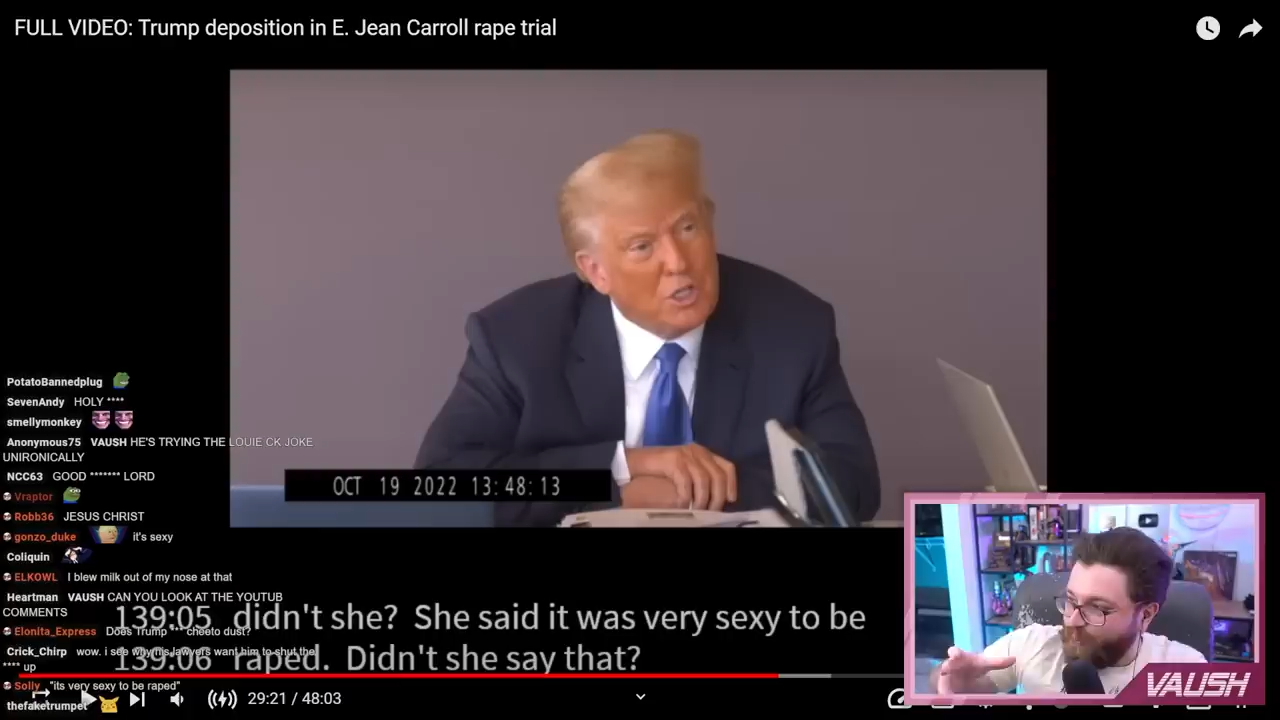 FULL VIDEO: Trump deposition in E. Jean Carroll rape trial
OCT 19 2022 13:48:13
PotatoBannedplug
SevenAndy HOLY ****
smellymonkey
Anonymous75 VAUSH HE'S TRYING THE LOUIE CK JOKE
UNIRONICALLY
NCC63 GOOD ******* LORD
Vraptor
Robb36 JESUS CHRIST
gonzo_duke it's sexy
Coliquin
ELKOWL I blew milk out of my nose at that
Heartman VAUSH CAN YOU LOOK AT THE YOUTUB
COMMENTS
Elonita_Express Does Trump *** cheeto dust?
Crick_Chirp wow. i see why his lawyers want him to shut the
**** up
Solly "its very sexy to be raped"
thefaketrumpet
139:05 didn't she? She said it was very sexy to be
139:06 raped. Didn't she say that?
29:21 / 48:03
VAUSH